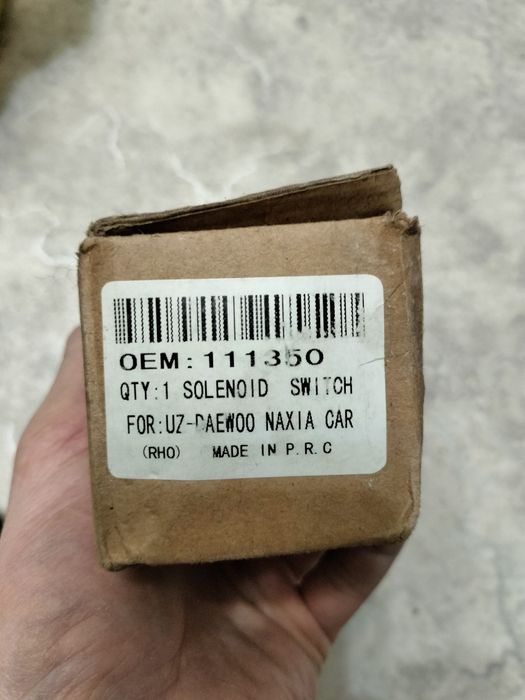 OEM:111350
QTY:1 SOLENOID SWITCH
FOR:UZ-DAEWOO NAXIA CAR
(RHO) MADE IN P.R.C